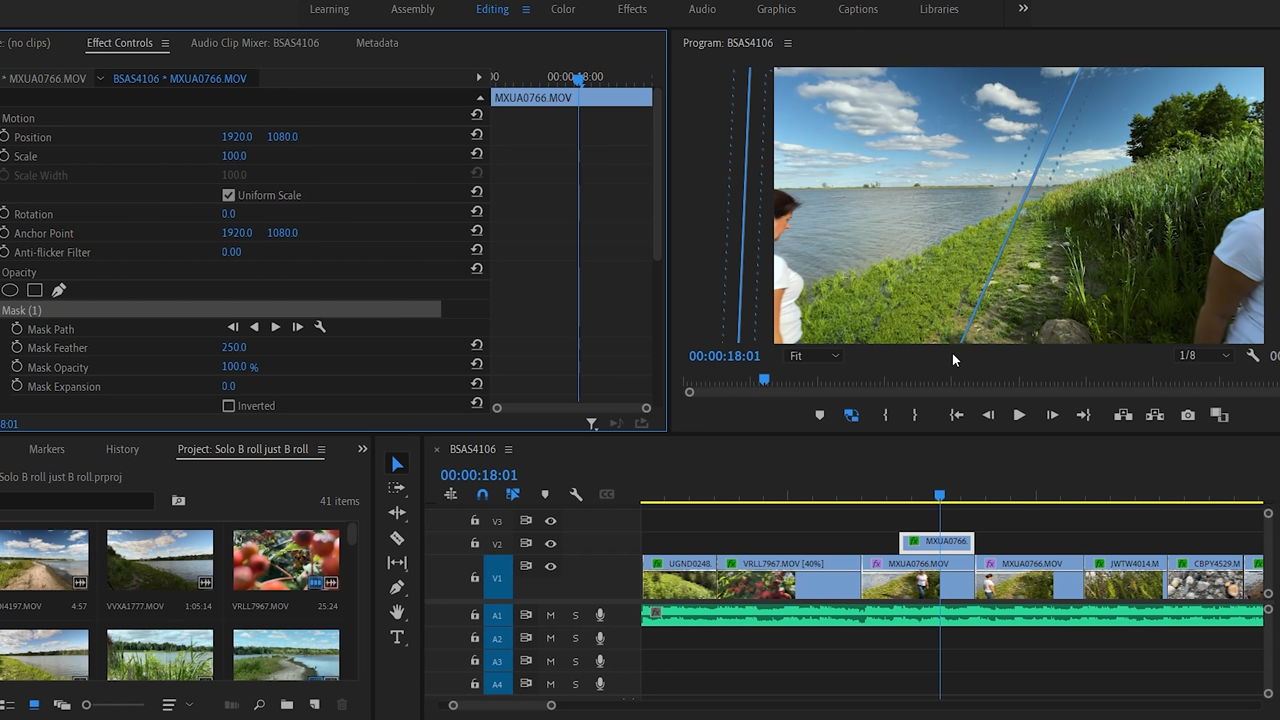 Learning Assembly Editing Color Effects Audio Graphics Captions Libraries
: (no clips) Effect Controls Audio Clip Mixer: BSAS4106 Metadata
Program: BSAS4106
* MXUA0766.MOV BSAS4106 * MXUA0766.MOV
00:00:18:00
MXUA0766.MOV
Motion
Position 1920.0 1080.0
Scale 100.0
Scale Width 100.0
Uniform Scale
Rotation 0.0
Anchor Point 1920.0 1080.0
Anti-flicker Filter 0.00
Opacity
Mask (1)
Mask Path
Mask Feather 250.0
Mask Opacity 100.0 %
Mask Expansion 0.0
Inverted
8:01
00:00:18:01 Fit 1/8
Markers History Project: Solo B roll just B roll
Solo B roll just B roll.prproj
41 items
4197.MOV 4:57 VVXA1777.MOV 1:05:14 VRLL7967.MOV 25:24
× BSAS4106
00:00:18:01
V3
V2 MXUA0766.
V1 UGND0248. VRLL7967.MOV [40%] MXUA0766.MOV MXUA0766.MOV JWTW4014.M CBPY4529.M
A1 M S
A2 M S
A3 M S
A4 M S